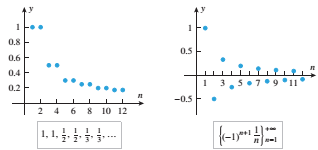 y
1
0.8
0.6
0.4
0.2
2 4 6 8 10 12
n
1, 1, 1/2, 1/2, 1/3, 1/3, …
y
1
0.5
−0.5
1 3 5 7 9 11
n
{(−1)^{n+1} 1/n}_{n=1}^{+∞}